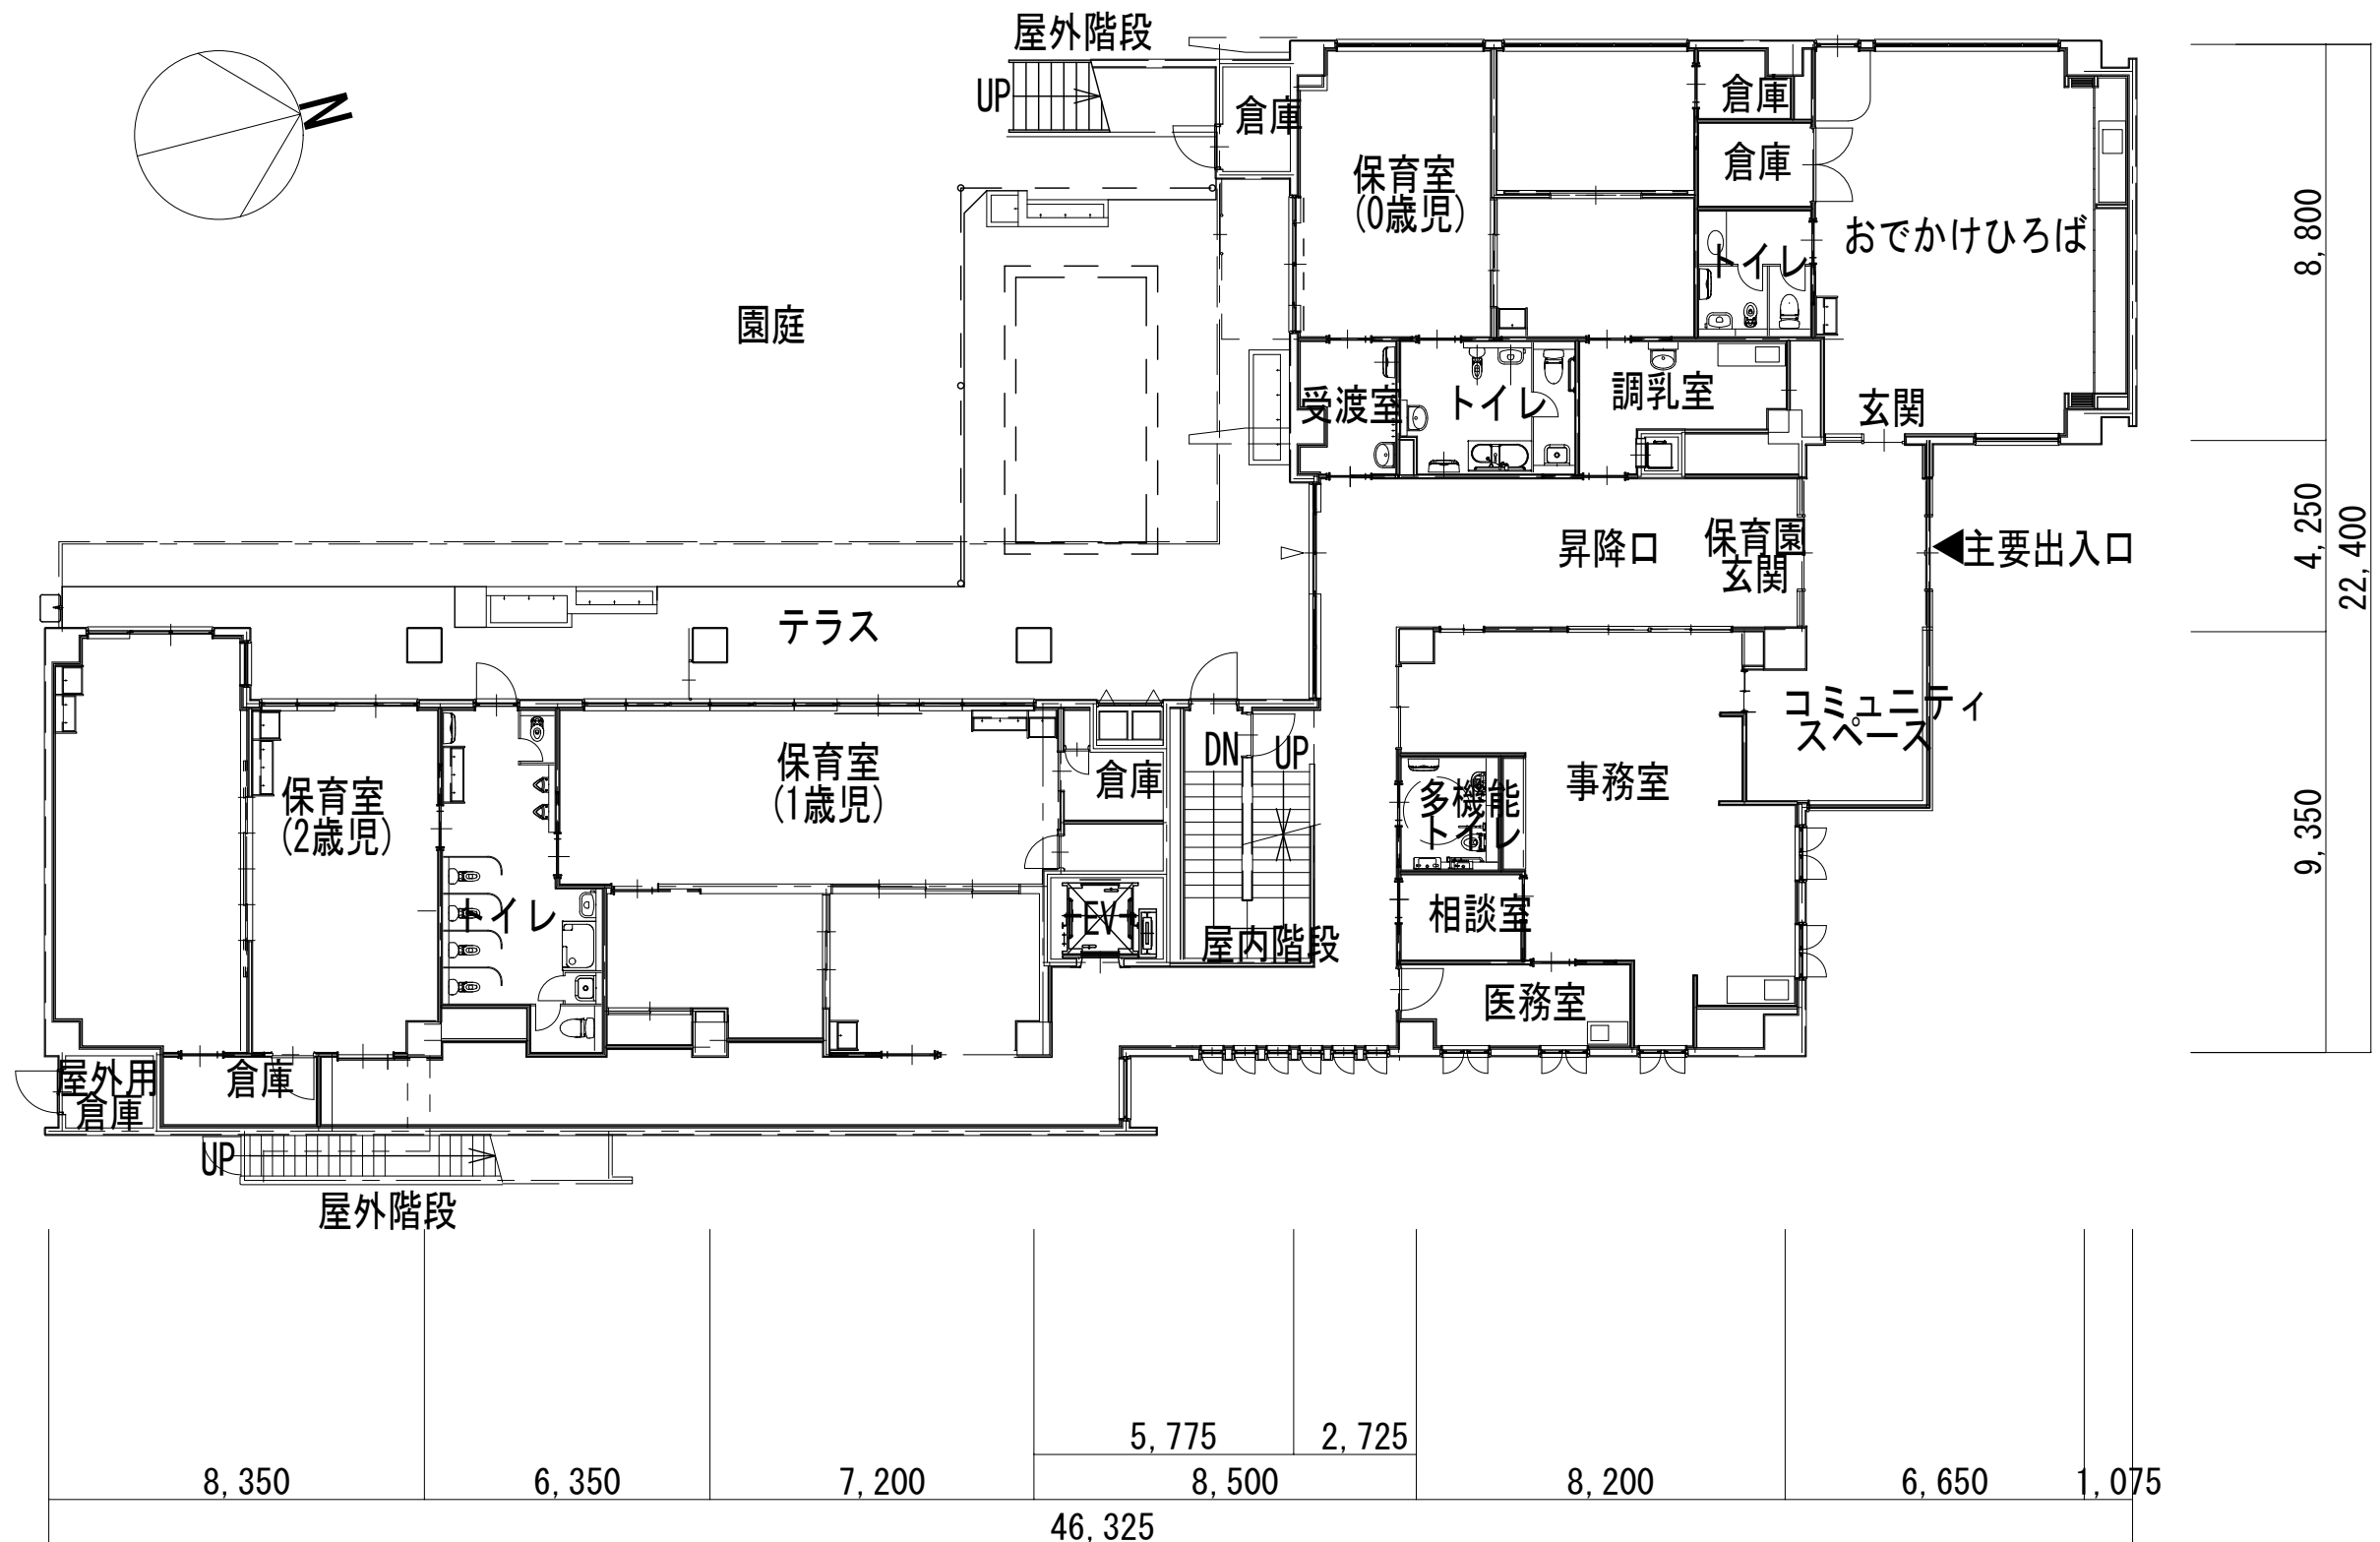 屋外階段
N
UP
倉庫
倉庫
保育室
(0歳児)
倉庫
8,800
おでかけひろば
トイレ
園庭
受渡室
トイレ
調乳室
玄関
4,250
22,400
昇降口
保育園
玄関
主要出入口
テラス
コミュニティ
スペース
保育室
(2歳児)
保育室
(1歳児)
倉庫
DN
UP
多機能
トイレ
事務室
9,350
トイレ
EV
屋内階段
相談室
医務室
屋外用
倉庫
倉庫
UP
屋外階段
5,775
2,725
8,350
6,350
7,200
8,500
8,200
6,650
1,075
46,325